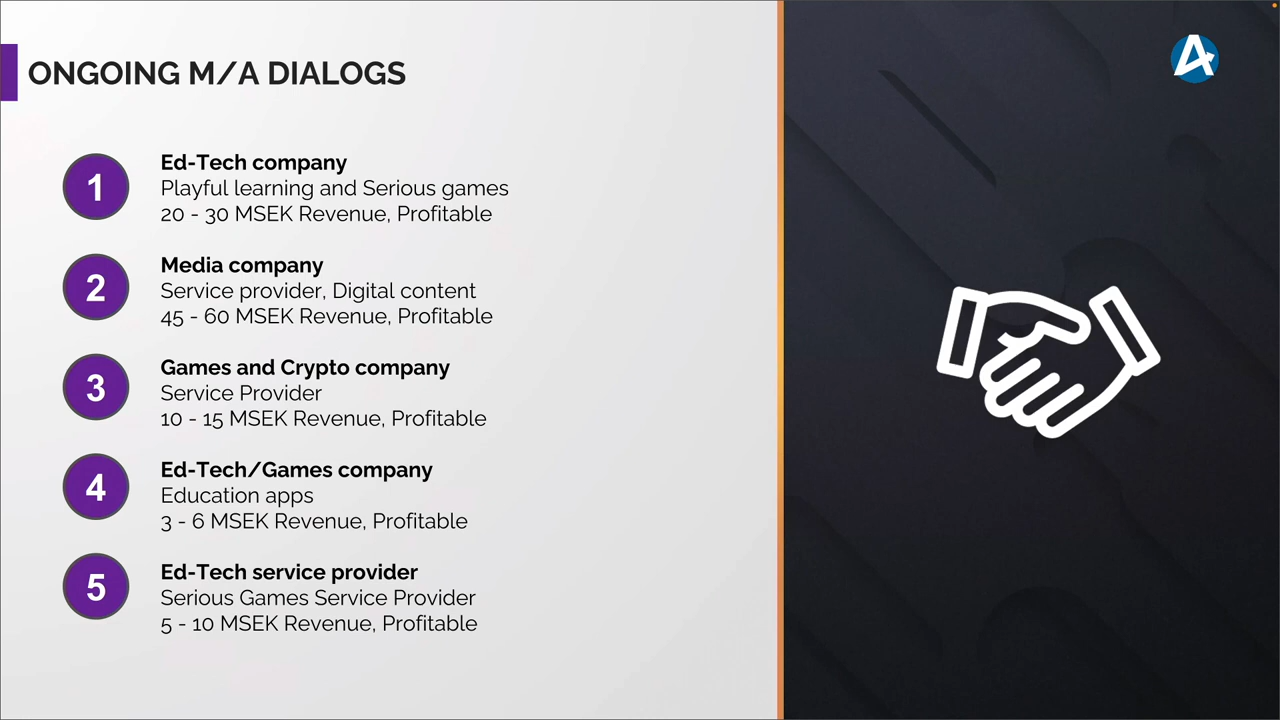 ONGOING M/A DIALOGS
1
Ed-Tech company
Playful learning and Serious games
20 - 30 MSEK Revenue, Profitable
2
Media company
Service provider, Digital content
45 - 60 MSEK Revenue, Profitable
3
Games and Crypto company
Service Provider
10 - 15 MSEK Revenue, Profitable
4
Ed-Tech/Games company
Education apps
3 - 6 MSEK Revenue, Profitable
5
Ed-Tech service provider
Serious Games Service Provider
5 - 10 MSEK Revenue, Profitable